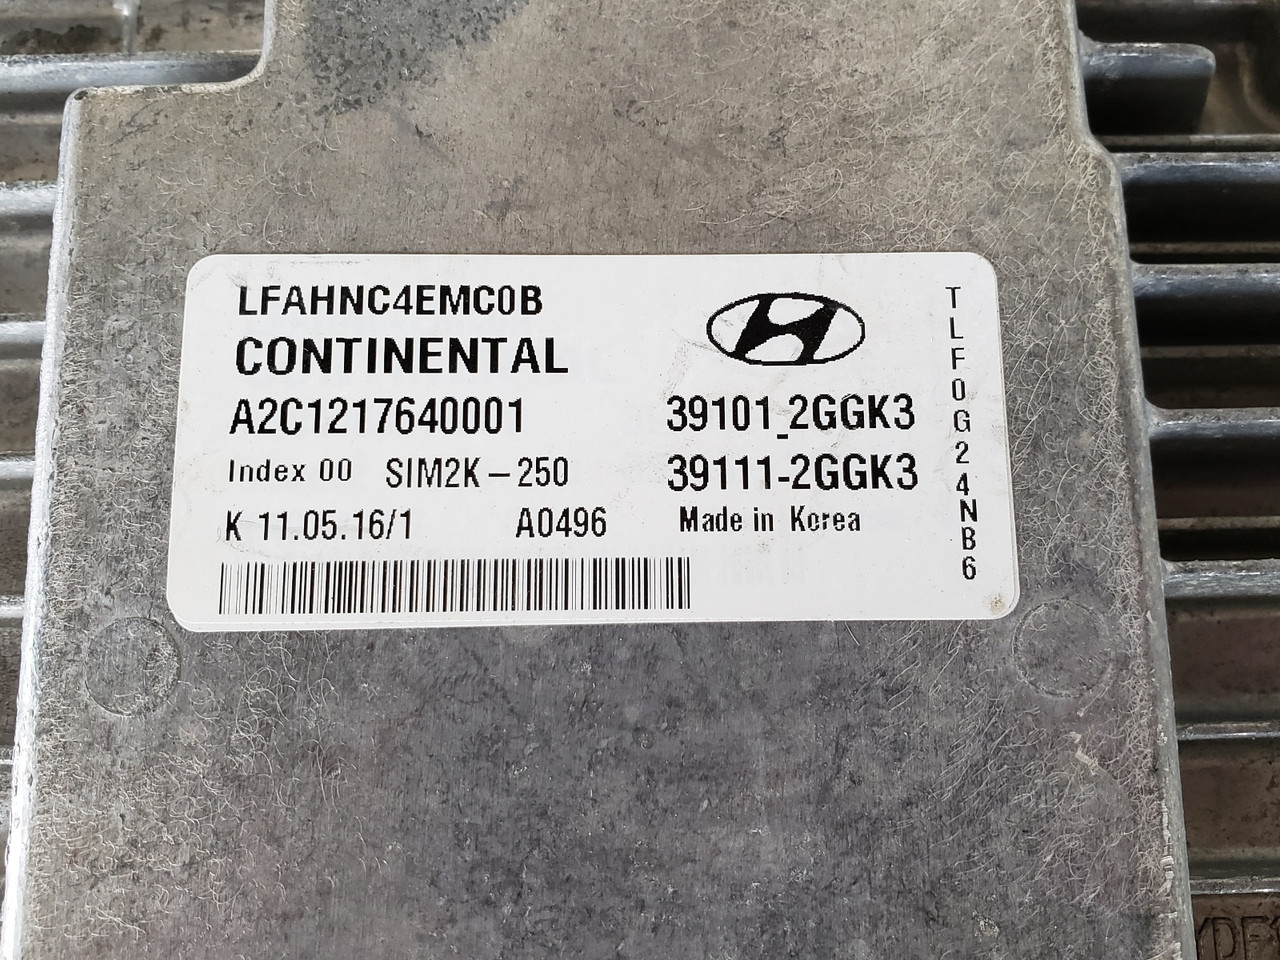 LFAHNC4EMC0B
CONTINENTAL
A2C1217640001
39101_2GGK3
Index 00 SIM2K-250
39111-2GGK3
K 11.05.16/1 A0496
Made in Korea
TLF0G24NB6